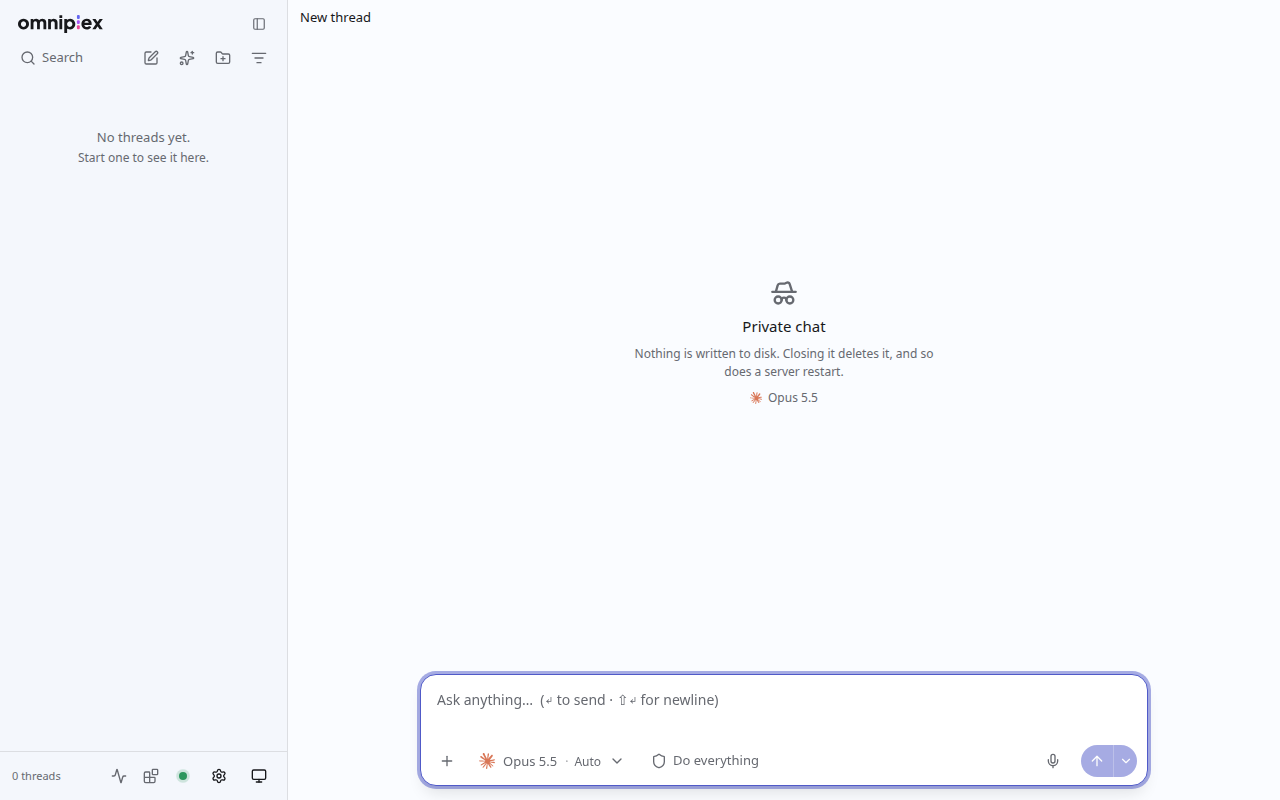 omniplex
New thread
Search
No threads yet.
Start one to see it here.
Private chat
Nothing is written to disk. Closing it deletes it, and so
does a server restart.
Opus 5.5
Ask anything... (↵ to send · ⇧↵ for newline)
Opus 5.5 · Auto
Do everything
0 threads